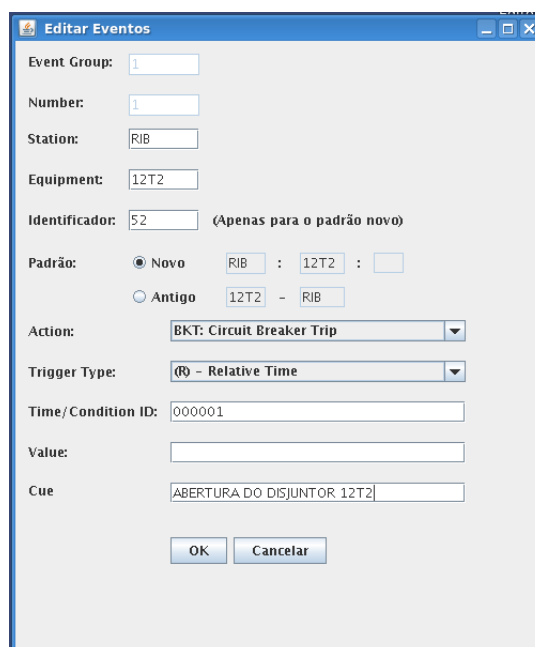 Editar Eventos
Event Group: 1
Number: 1
Station: RIB
Equipment: 12T2
Identificador: 52 (Apenas para o padrão novo)
Padrão: Novo RIB : 12T2 :
Antigo 12T2 - RIB
Action: BKT: Circuit Breaker Trip
Trigger Type: (R) - Relative Time
Time/Condition ID: 000001
Value:
Cue ABERTURA DO DISJUNTOR 12T2
OK Cancelar